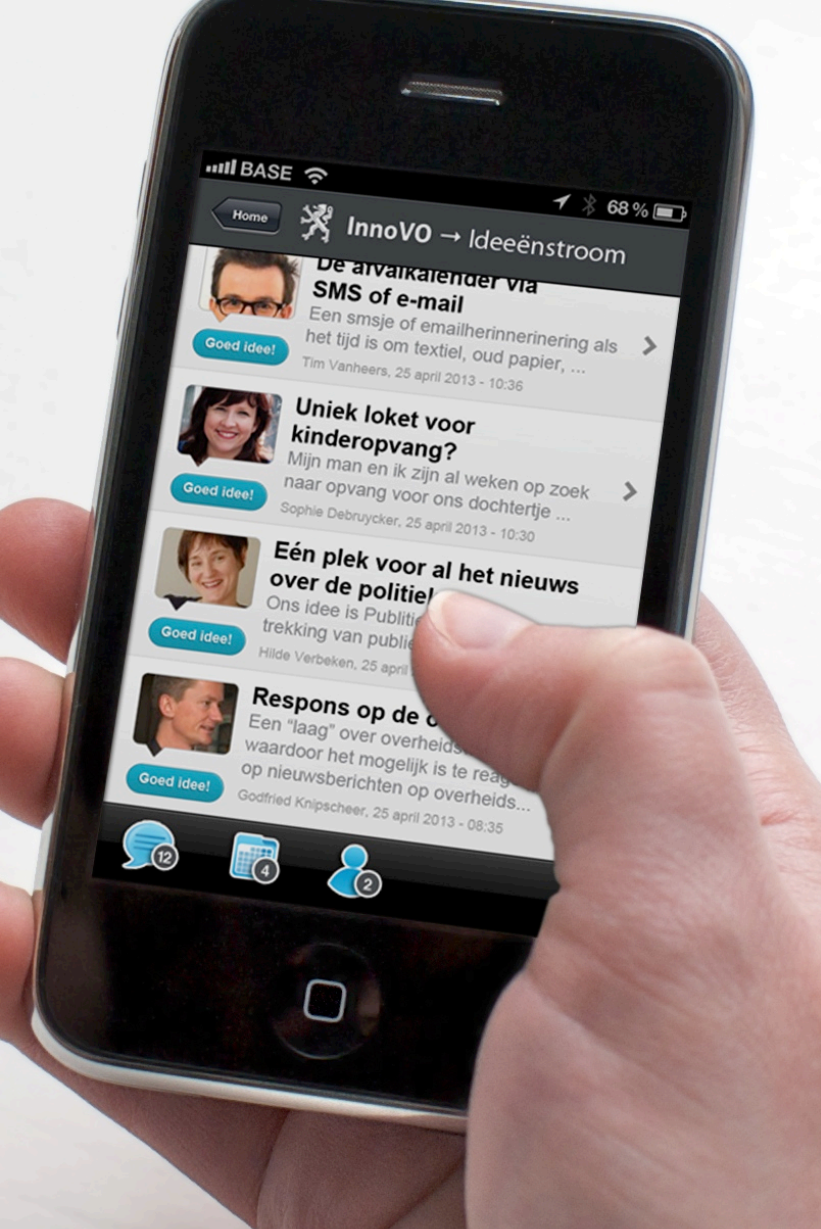 BASE
68 %
Home
InnoVO → Ideeënstroom
De afvalkalender via
SMS of e-mail
Een smsje of emailherinnerinering als
het tijd is om textiel, oud papier, ...
Goed idee!
Tim Vanheers, 25 april 2013 - 10:36
Uniek loket voor
kinderopvang?
Mijn man en ik zijn al weken op zoek
naar opvang voor ons dochtertje ...
Goed idee!
Sophie Debruycker, 25 april 2013 - 10:30
Eén plek voor al het nieuws
over de
Ons idee is
trekking van
Goed idee!
Hilde Verbeken, 25 april
Respons op de
Een “laag” over
waardoor het mogelijk is te
op nieuwsberichten op overheids...
Goed idee!
Godfried Knipscheer, 25 april 2013 - 08:35
12
4
2